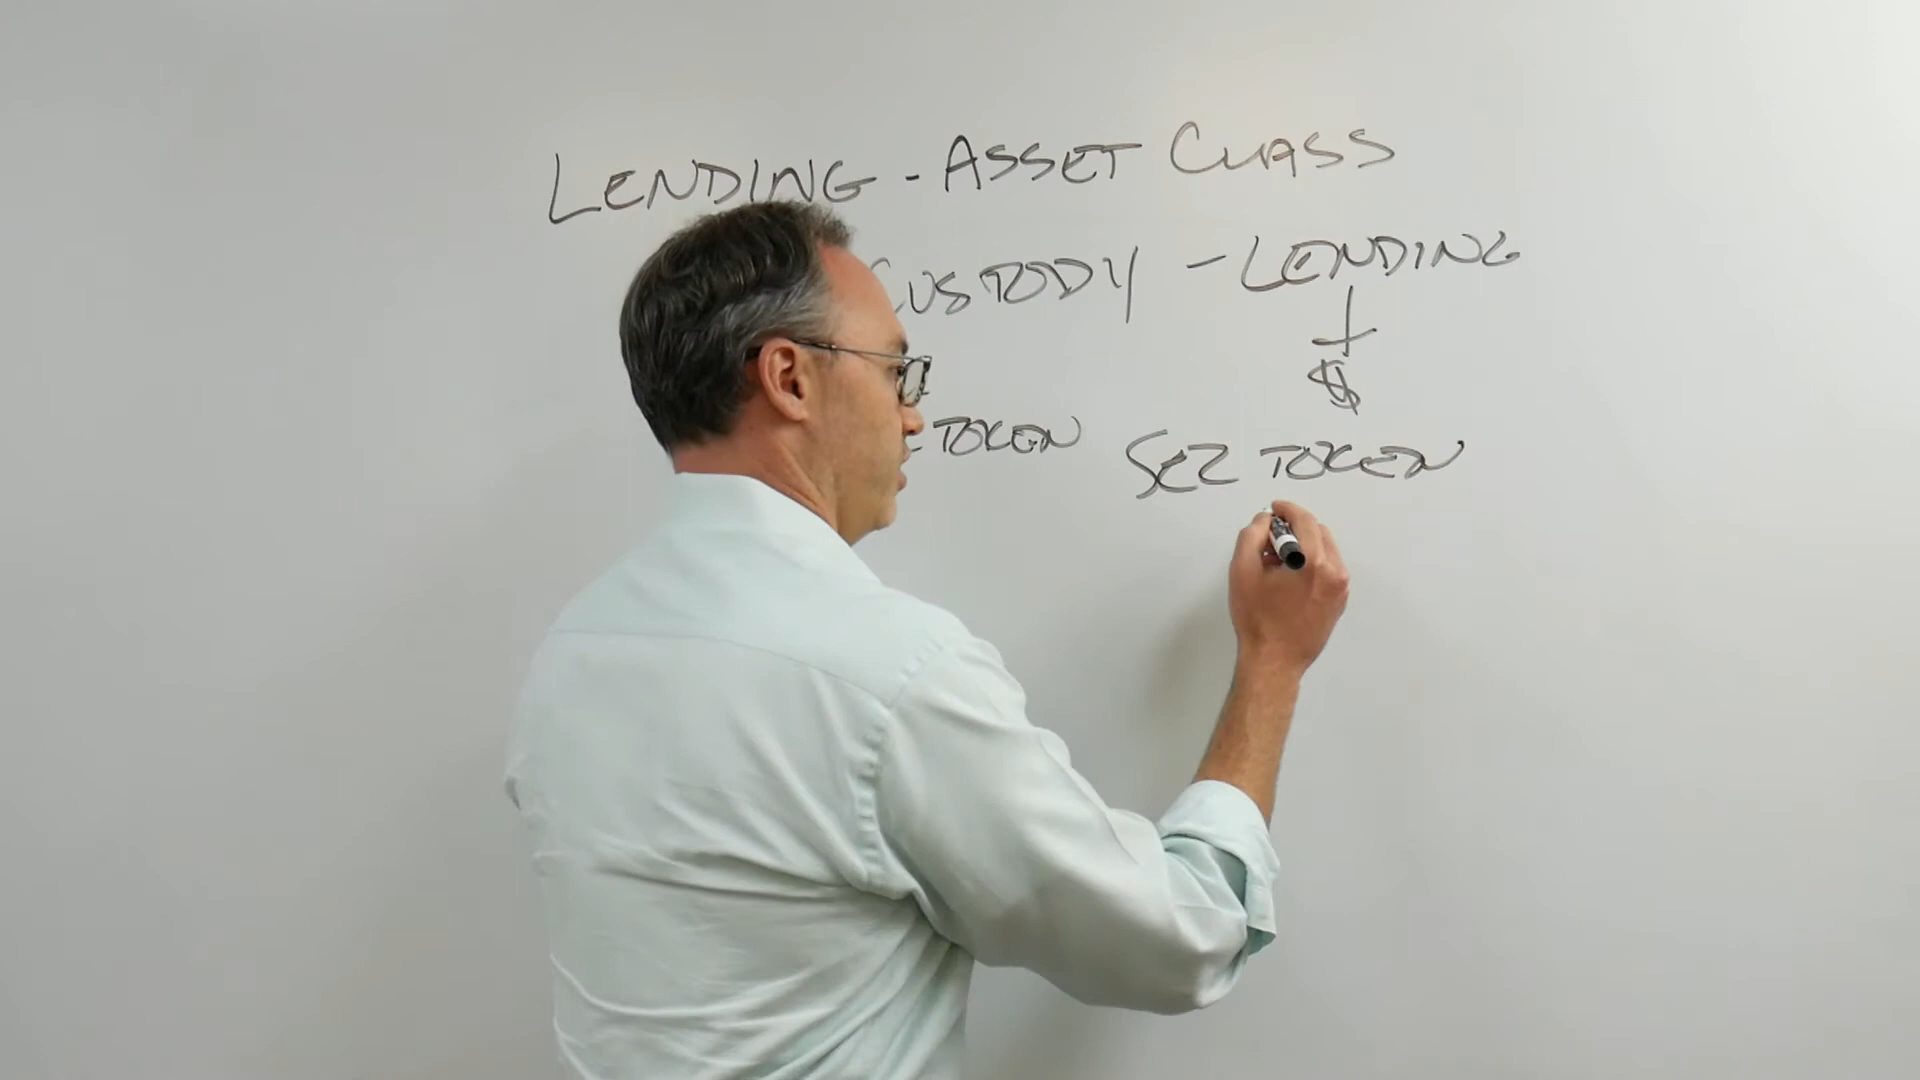 LENDING - ASSET CLASS
CUSTODY - LENDING
$
TOKEN SEZ TOKEN